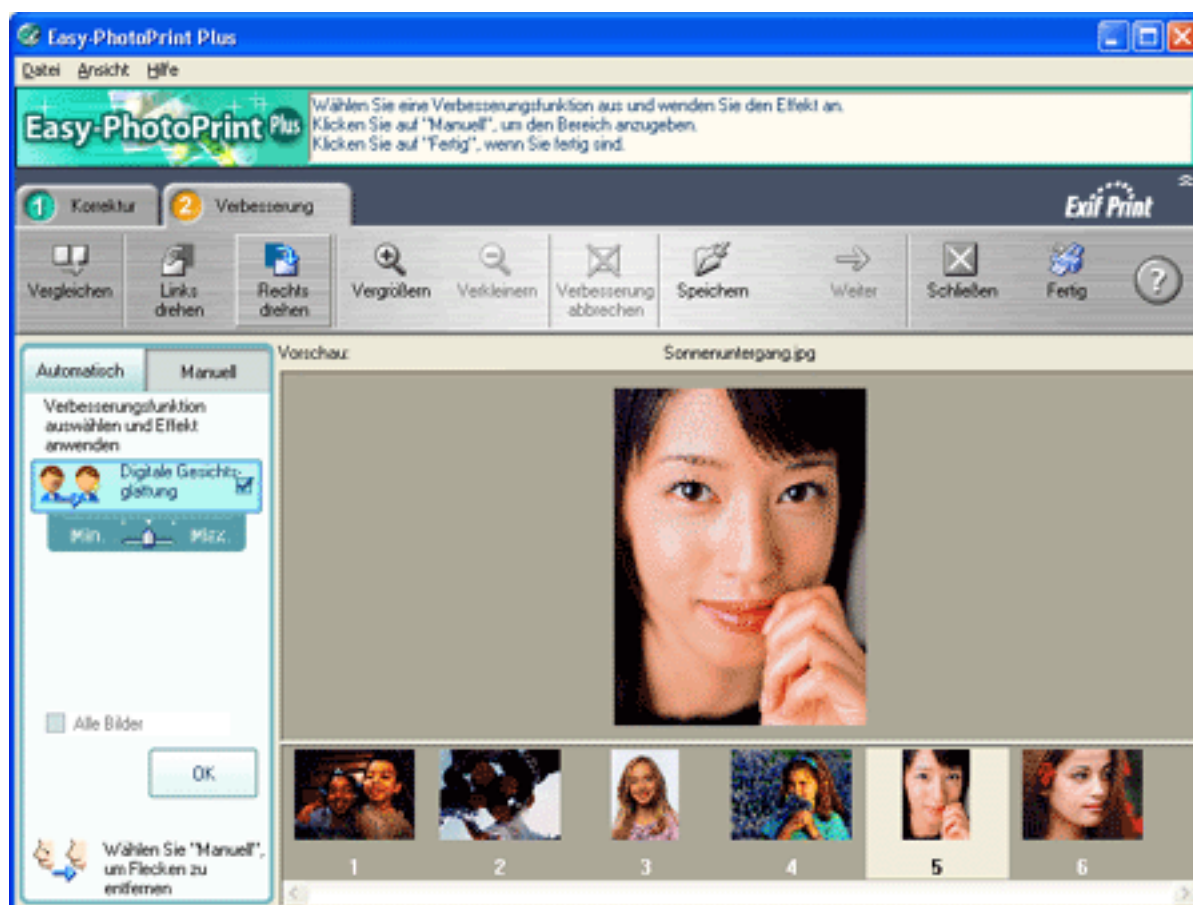 Easy-PhotoPrint Plus
Datei Ansicht Hilfe
Easy-PhotoPrint Plus
Wählen Sie eine Verbesserungsfunktion aus und wenden Sie den Effekt an.
Klicken Sie auf "Manuell", um den Bereich anzugeben.
Klicken Sie auf "Fertig", wenn Sie fertig sind.
1 Korrektur
2 Verbesserung
Exif Print
Vergleichen
Links
drehen
Rechts
drehen
Vergrößern
Verkleinern
Verbesserung
abbrechen
Speichern
Weiter
Schließen
Fertig
?
Automatisch
Manuell
Verbesserungsfunktion
auswählen und Effekt
anwenden
Digitale Gesichts-
glättung
Min. Max.
Alle Bilder
OK
Wählen Sie "Manuell",
um Flecken zu
entfernen
Vorschau:
Sonnenuntergang.jpg
1 2 3 4 5 6